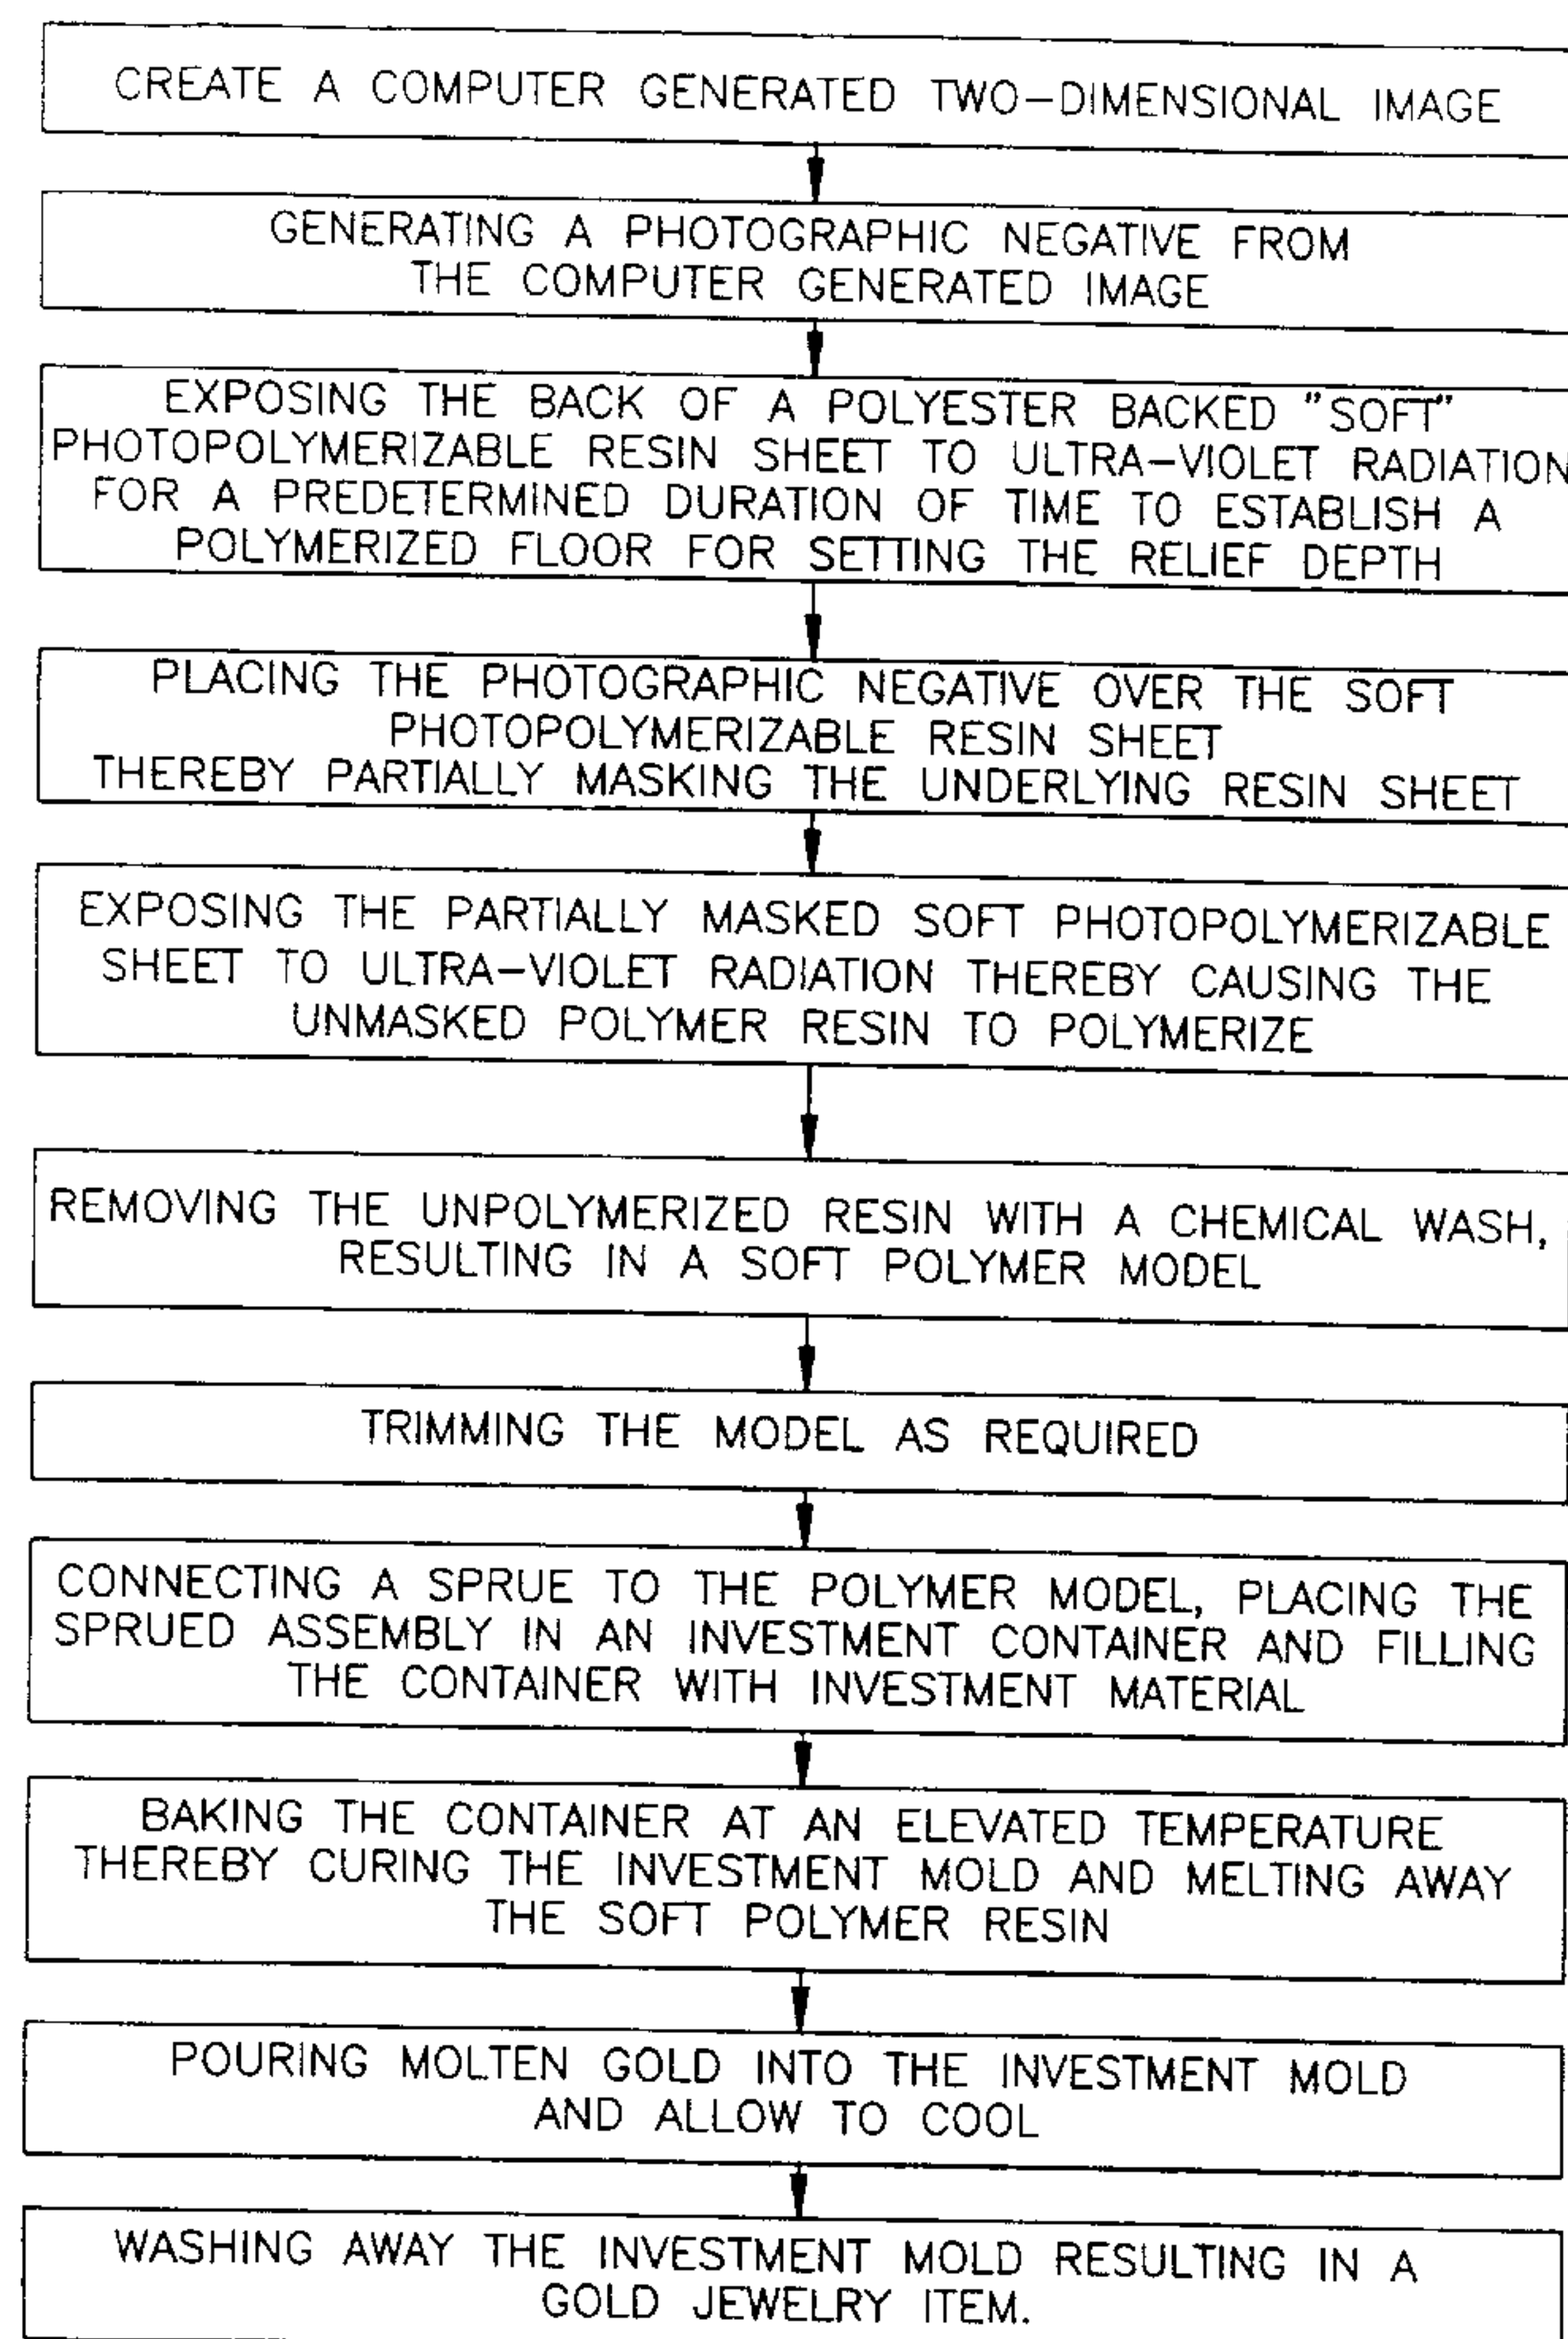 CREATE A COMPUTER GENERATED TWO-DIMENSIONAL IMAGE
GENERATING A PHOTOGRAPHIC NEGATIVE FROM
THE COMPUTER GENERATED IMAGE
EXPOSING THE BACK OF A POLYESTER BACKED "SOFT"
PHOTOPOLYMERIZABLE RESIN SHEET TO ULTRA-VIOLET RADIATION
FOR A PREDETERMINED DURATION OF TIME TO ESTABLISH A
POLYMERIZED FLOOR FOR SETTING THE RELIEF DEPTH
PLACING THE PHOTOGRAPHIC NEGATIVE OVER THE SOFT
PHOTOPOLYMERIZABLE RESIN SHEET
THEREBY PARTIALLY MASKING THE UNDERLYING RESIN SHEET
EXPOSING THE PARTIALLY MASKED SOFT PHOTOPOLYMERIZABLE
SHEET TO ULTRA-VIOLET RADIATION THEREBY CAUSING THE
UNMASKED POLYMER RESIN TO POLYMERIZE
REMOVING THE UNPOLYMERIZED RESIN WITH A CHEMICAL WASH,
RESULTING IN A SOFT POLYMER MODEL
TRIMMING THE MODEL AS REQUIRED
CONNECTING A SPRUE TO THE POLYMER MODEL, PLACING THE
SPRUED ASSEMBLY IN AN INVESTMENT CONTAINER AND FILLING
THE CONTAINER WITH INVESTMENT MATERIAL
BAKING THE CONTAINER AT AN ELEVATED TEMPERATURE
THEREBY CURING THE INVESTMENT MOLD AND MELTING AWAY
THE SOFT POLYMER RESIN
POURING MOLTEN GOLD INTO THE INVESTMENT MOLD
AND ALLOW TO COOL
WASHING AWAY THE INVESTMENT MOLD RESULTING IN A
GOLD JEWELRY ITEM.